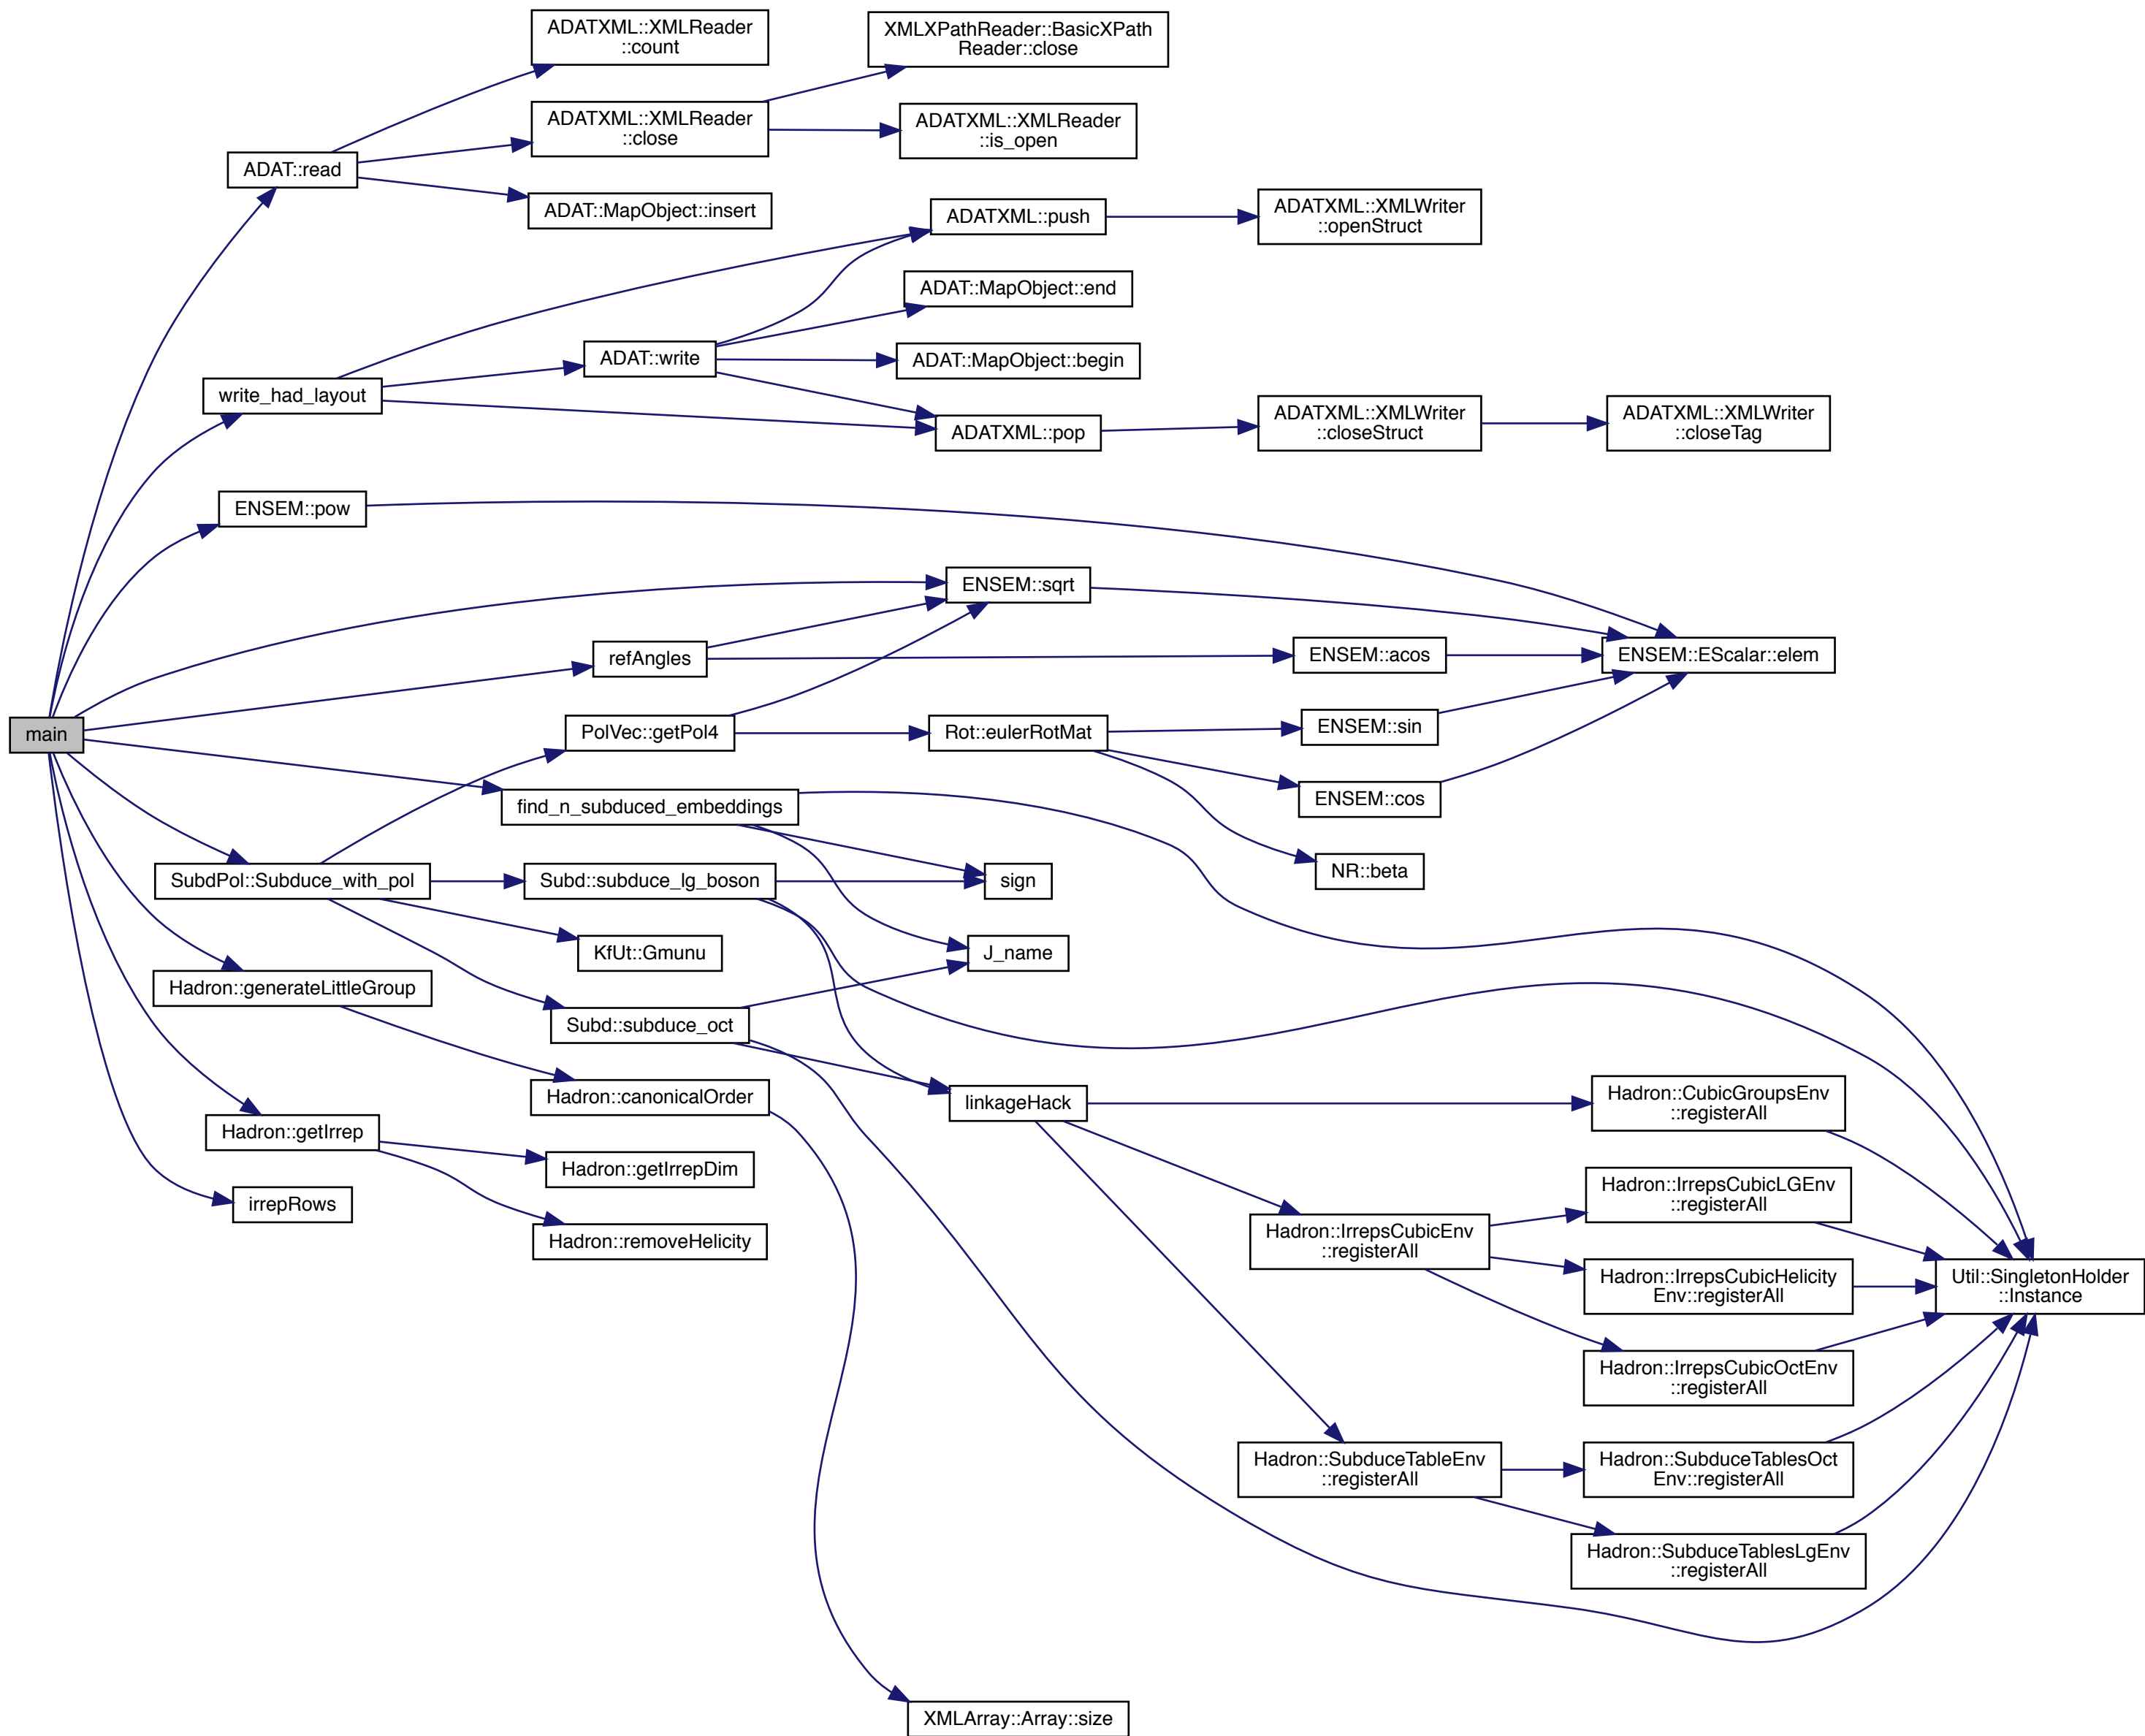 ADATXML::XMLReader
::count
XMLXPathReader::BasicXPath
Reader::close
ADATXML::XMLReader
::close
ADATXML::XMLReader
::is_open
ADAT::read
ADAT::MapObject::insert
ADATXML::push
ADATXML::XMLWriter
::openStruct
ADAT::MapObject::end
ADAT::write
ADAT::MapObject::begin
write_had_layout
ADATXML::pop
ADATXML::XMLWriter
::closeStruct
ADATXML::XMLWriter
::closeTag
ENSEM::pow
ENSEM::sqrt
refAngles
ENSEM::acos
ENSEM::EScalar::elem
main
PolVec::getPol4
Rot::eulerRotMat
ENSEM::sin
find_n_subduced_embeddings
ENSEM::cos
SubdPol::Subduce_with_pol
Subd::subduce_lg_boson
sign
NR::beta
KfUt::Gmunu
J_name
Hadron::generateLittleGroup
Subd::subduce_oct
Hadron::canonicalOrder
linkageHack
Hadron::CubicGroupsEnv
::registerAll
Hadron::getIrrep
Hadron::getIrrepDim
irrepRows
Hadron::removeHelicity
Hadron::IrrepsCubicEnv
::registerAll
Hadron::IrrepsCubicLGEnv
::registerAll
Hadron::IrrepsCubicHelicity
Env::registerAll
Util::SingletonHolder
::Instance
Hadron::IrrepsCubicOctEnv
::registerAll
Hadron::SubduceTableEnv
::registerAll
Hadron::SubduceTablesOct
Env::registerAll
Hadron::SubduceTablesLgEnv
::registerAll
XMLArray::Array::size